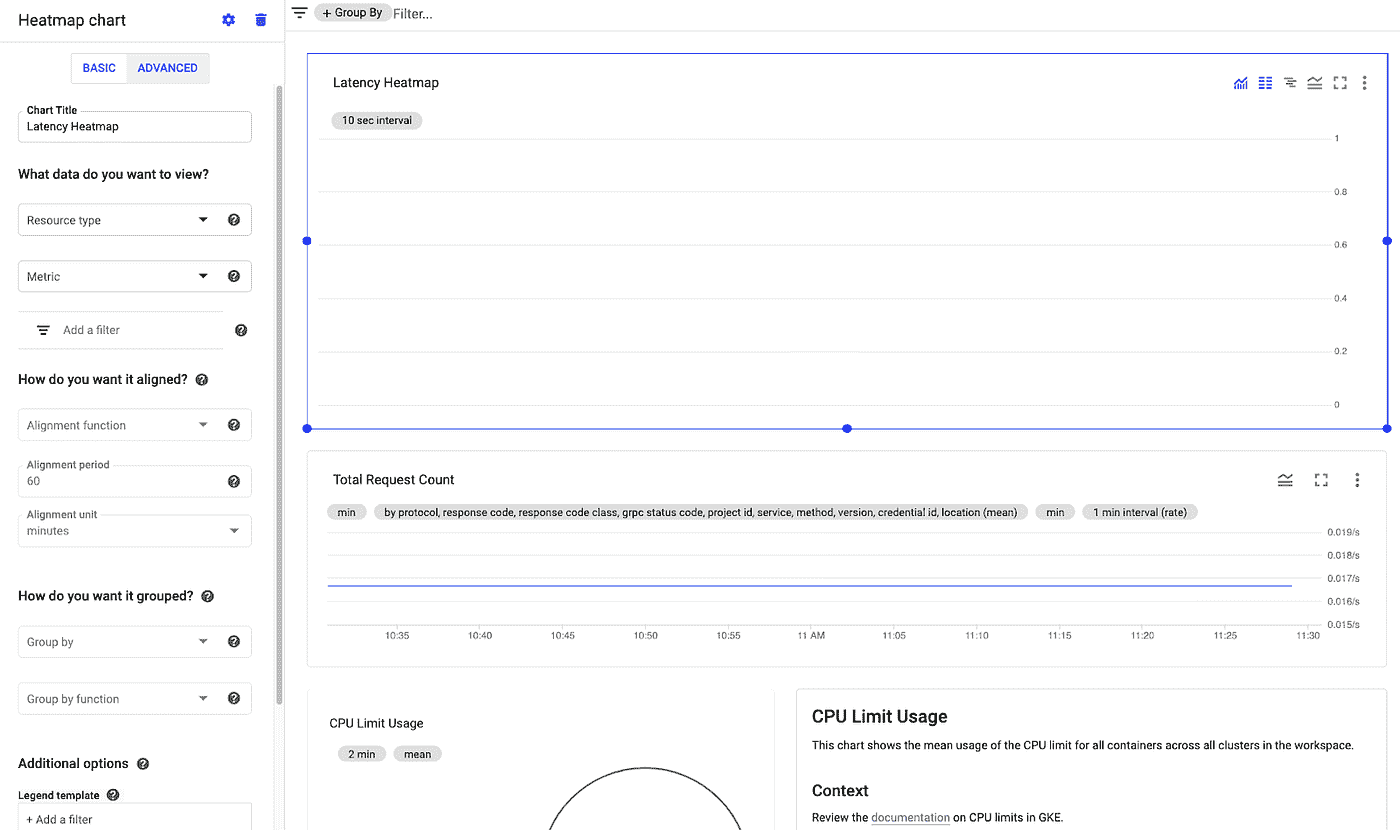 Heatmap chart
BASIC ADVANCED
Chart Title
Latency Heatmap
What data do you want to view?
Resource type
Metric
Add a filter
How do you want it aligned?
Alignment function
Alignment period
60
Alignment unit
minutes
How do you want it grouped?
Group by
Group by function
Additional options
Legend template
+ Add a filter
+ Group By Filter...
Latency Heatmap
10 sec interval
1
0.8
0.6
0.4
0.2
0
Total Request Count
min by protocol, response code, response code class, grpc status code, project id, service, method, version, credential id, location (mean) min 1 min interval (rate)
0.019/s
0.018/s
0.017/s
0.016/s
0.015/s
10:35 10:40 10:45 10:50 10:55 11 AM 11:05 11:10 11:15 11:20 11:25 11:30
CPU Limit Usage
2 min mean
CPU Limit Usage
This chart shows the mean usage of the CPU limit for all containers across all clusters in the workspace.
Context
Review the documentation on CPU limits in GKE.